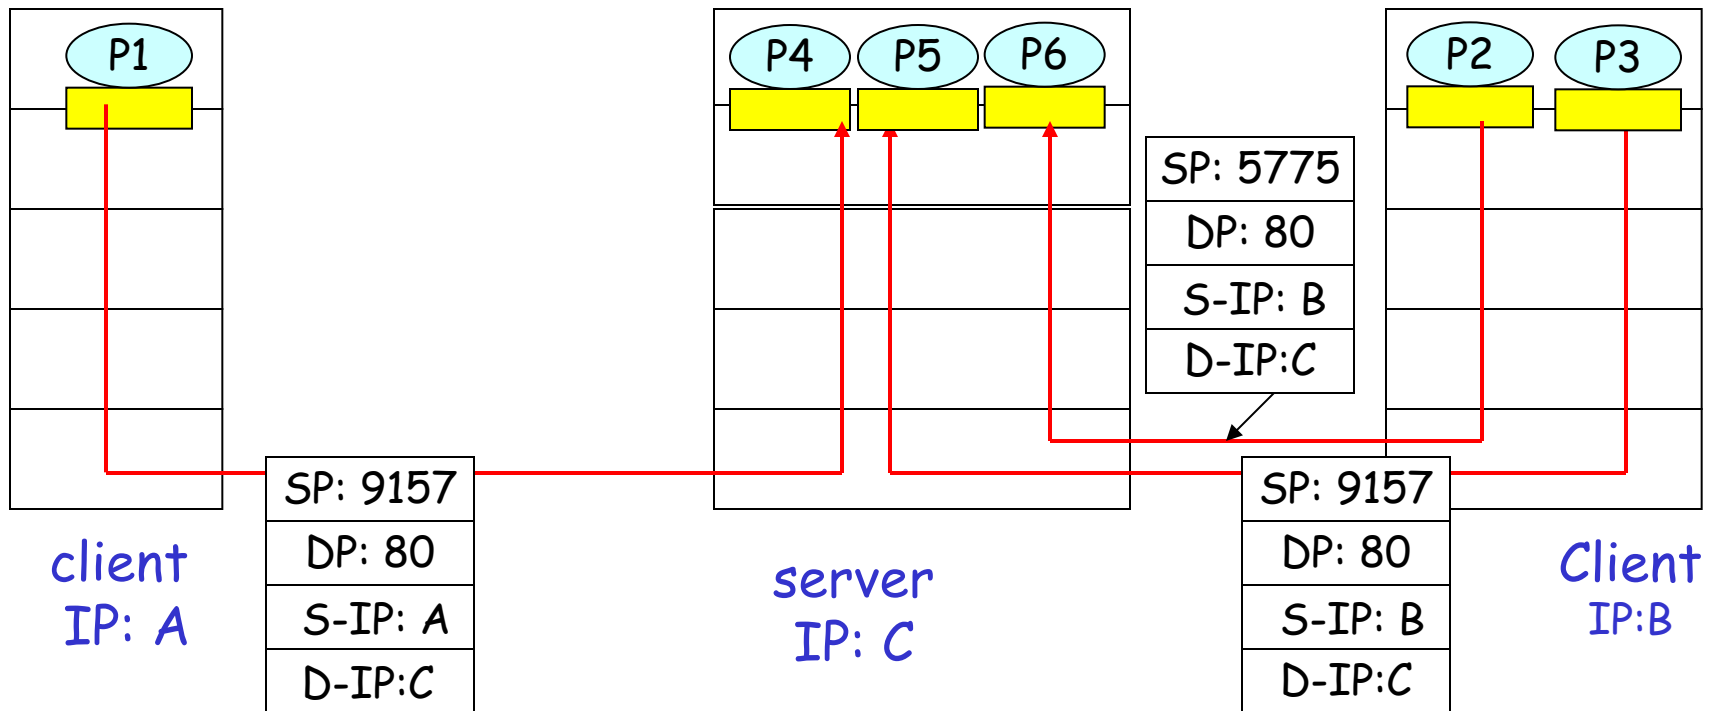 P1
P4
P5
P6
P2
P3
SP: 5775
DP: 80
S-IP: B
D-IP:C
SP: 9157
DP: 80
S-IP: A
D-IP:C
SP: 9157
DP: 80
S-IP: B
D-IP:C
client
IP: A
server
IP: C
Client
IP:B